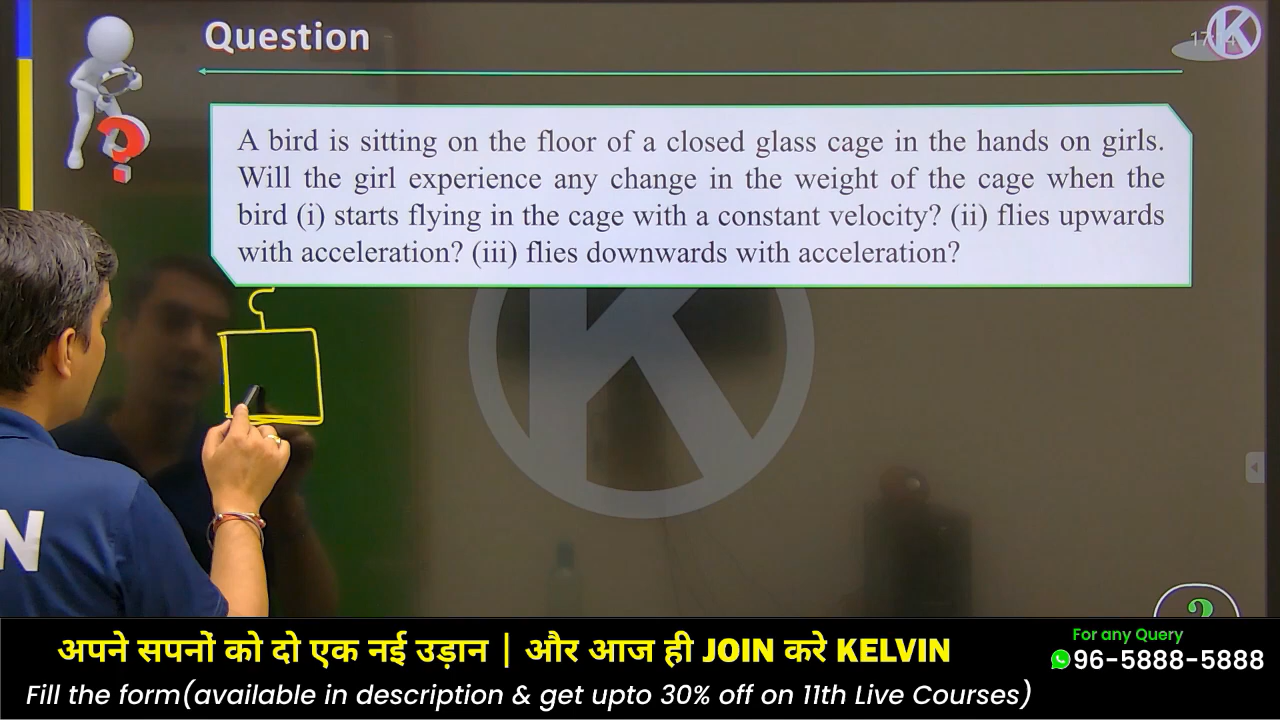 Question
A bird is sitting on the floor of a closed glass cage in the hands on girls.
Will the girl experience any change in the weight of the cage when the
bird (i) starts flying in the cage with a constant velocity? (ii) flies upwards
with acceleration? (iii) flies downwards with acceleration?
K
N
?
अपने सपनों को दो एक नई उड़ान | और आज ही JOIN करे KELVIN
For any Query
96-5888-5888
Fill the form(available in description & get upto 30% off on 11th Live Courses)